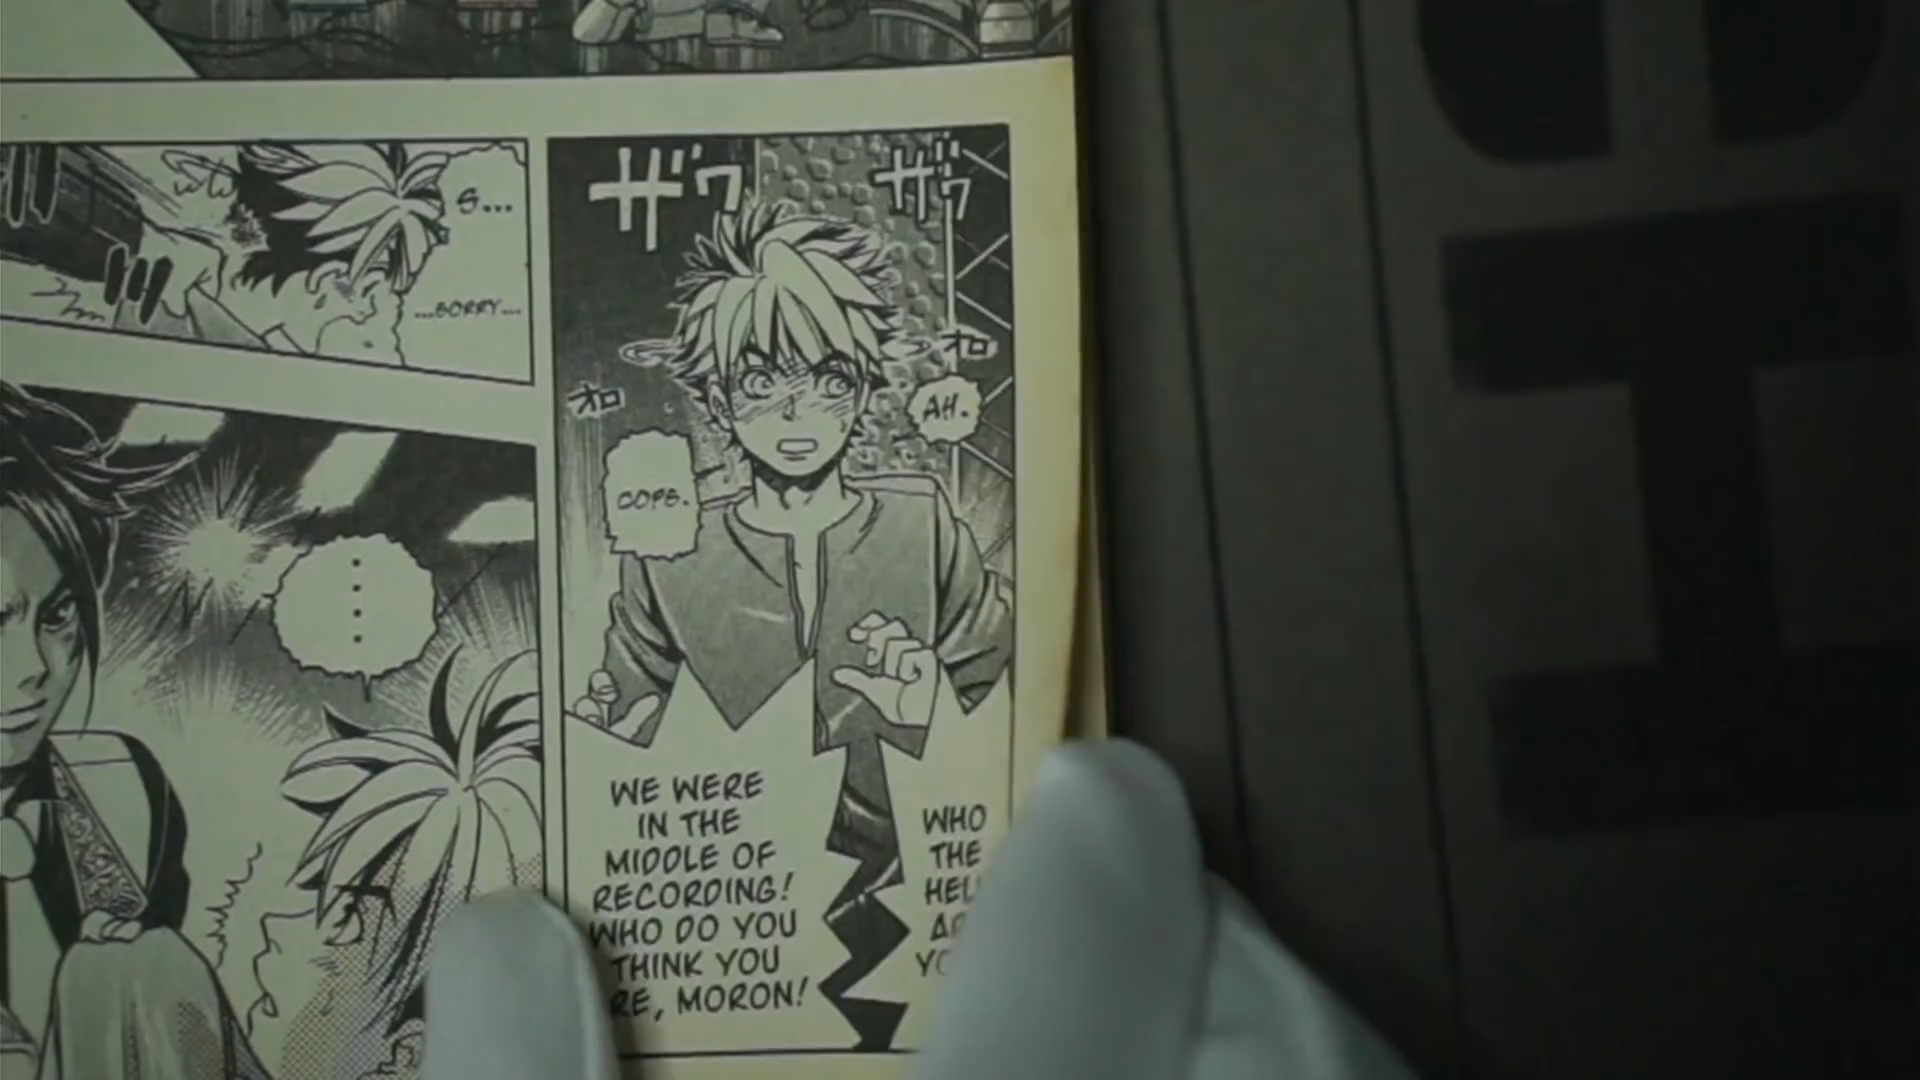 ザワ
ザワ
オロ
AH.
オロ
OOPS.
WHO
THE
WE WERE
IN THE
MIDDLE OF
RECORDING!
WHO DO YOU
THINK YOU
MORON!
S...
...SORRY...